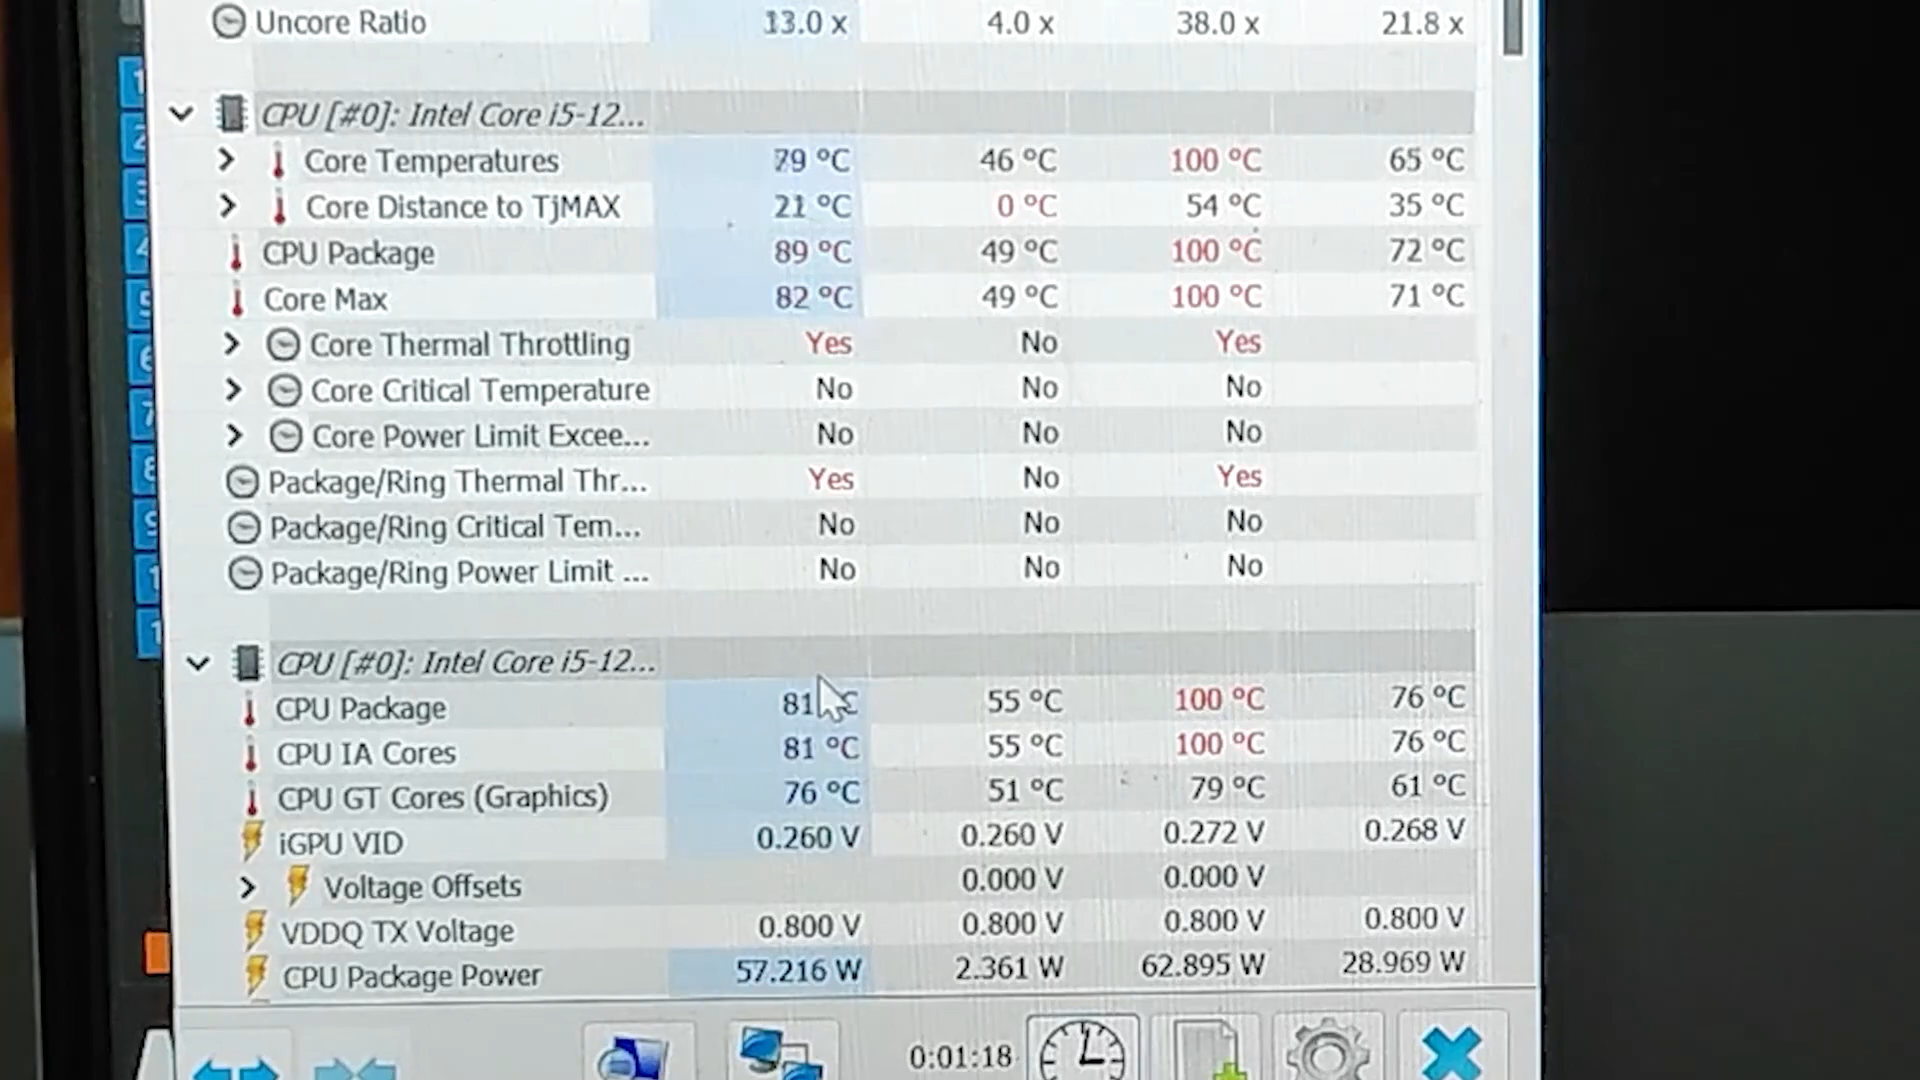 Uncore Ratio 13.0 x 4.0 x 38.0 x 21.8 x
CPU [#0]: Intel Core i5-12...
Core Temperatures 79 °C 46 °C 100 °C 65 °C
Core Distance to TjMAX 21 °C 0 °C 54 °C 35 °C
CPU Package 89 °C 49 °C 100 °C 72 °C
Core Max 82 °C 49 °C 100 °C 71 °C
Core Thermal Throttling Yes No Yes
Core Critical Temperature No No No
Core Power Limit Excee... No No No
Package/Ring Thermal Thr... Yes No Yes
Package/Ring Critical Tem... No No No
Package/Ring Power Limit ... No No No
CPU [#0]: Intel Core i5-12...
CPU Package 81 °C 55 °C 100 °C 76 °C
CPU IA Cores 81 °C 55 °C 100 °C 76 °C
CPU GT Cores (Graphics) 76 °C 51 °C 79 °C 61 °C
iGPU VID 0.260 V 0.260 V 0.272 V 0.268 V
Voltage Offsets 0.000 V 0.000 V
VDDQ TX Voltage 0.800 V 0.800 V 0.800 V 0.800 V
CPU Package Power 57.216 W 2.361 W 62.895 W 28.969 W
0:01:18